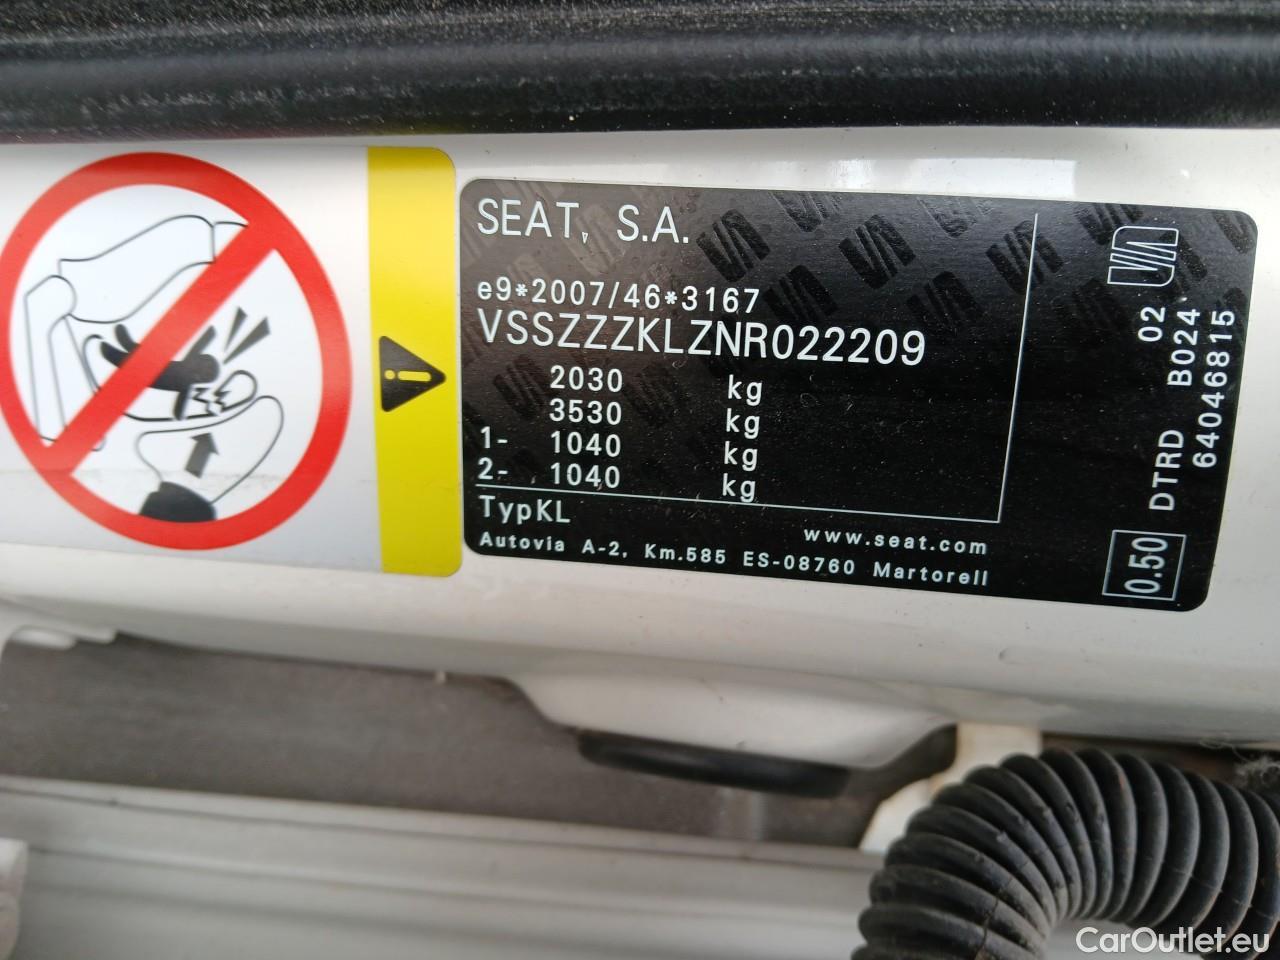 SEAT, S.A.
e9*2007/46*3167
VSSZZZKLZNR022209
2030 kg
3530 kg
1- 1040 kg
2- 1040 kg
TypKL
www.seat.com
Autovia A-2, Km.585 ES-08760 Martorell
0.50 DTRD B024 02
64046815
CarOutlet.eu